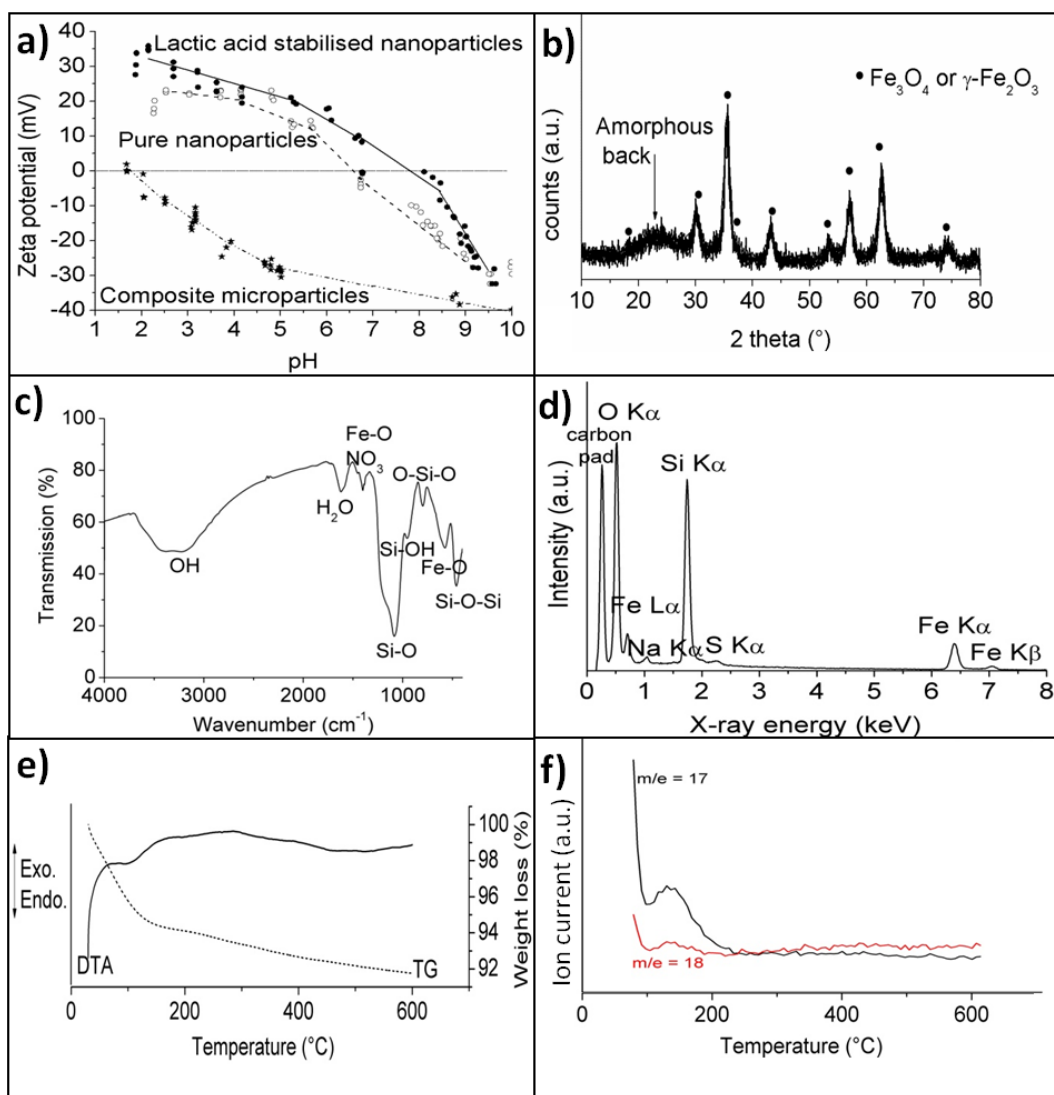 a)
Lactic acid stabilised nanoparticles
Pure nanoparticles
Composite microparticles
Zeta potential (mV)
40
30
20
10
0
-10
-20
-30
-40
1 2 3 4 5 6 7 8 9 10
pH
b)
Fe3O4 or γ-Fe2O3
Amorphous
back
counts (a.u.)
10 20 30 40 50 60 70 80
2 theta (°)
c)
Transmission (%)
100
80
60
40
20
0
Fe-O
NO3
O-Si-O
H2O
OH
Si-OH
Fe-O
Si-O-Si
Si-O
4000 3000 2000 1000
Wavenumber (cm-1)
d)
O Kα
carbon
pad
Si Kα
Fe Lα
Na Kα
S Kα
Fe Kα
Fe Kβ
Intensity (a.u.)
0 1 2 3 4 5 6 7 8
X-ray energy (keV)
e)
Exo.
Endo.
DTA
TG
100
98
96
94
92
Weight loss (%)
0 200 400 600
Temperature (°C)
f)
m/e = 17
m/e = 18
Ion current (a.u.)
0 200 400 600
Temperature (°C)